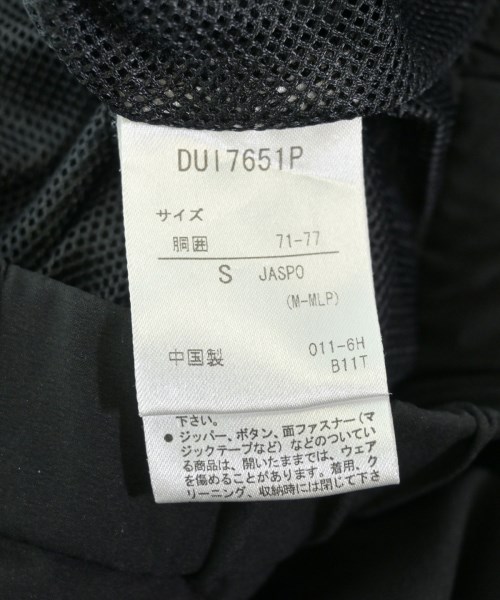 DUI7651P
サイズ
胴囲 71-77
S JASPO
(M-MLP)
中国製 011-6H
B11T
下さい。
● ジッパー、ボタン、面ファスナー(マ
ジックテープなど)などのついてい
る商品は、開いたままでは、ウェア
を傷めることがあります。着用、ク
リーニング、収納時には閉じて下さ